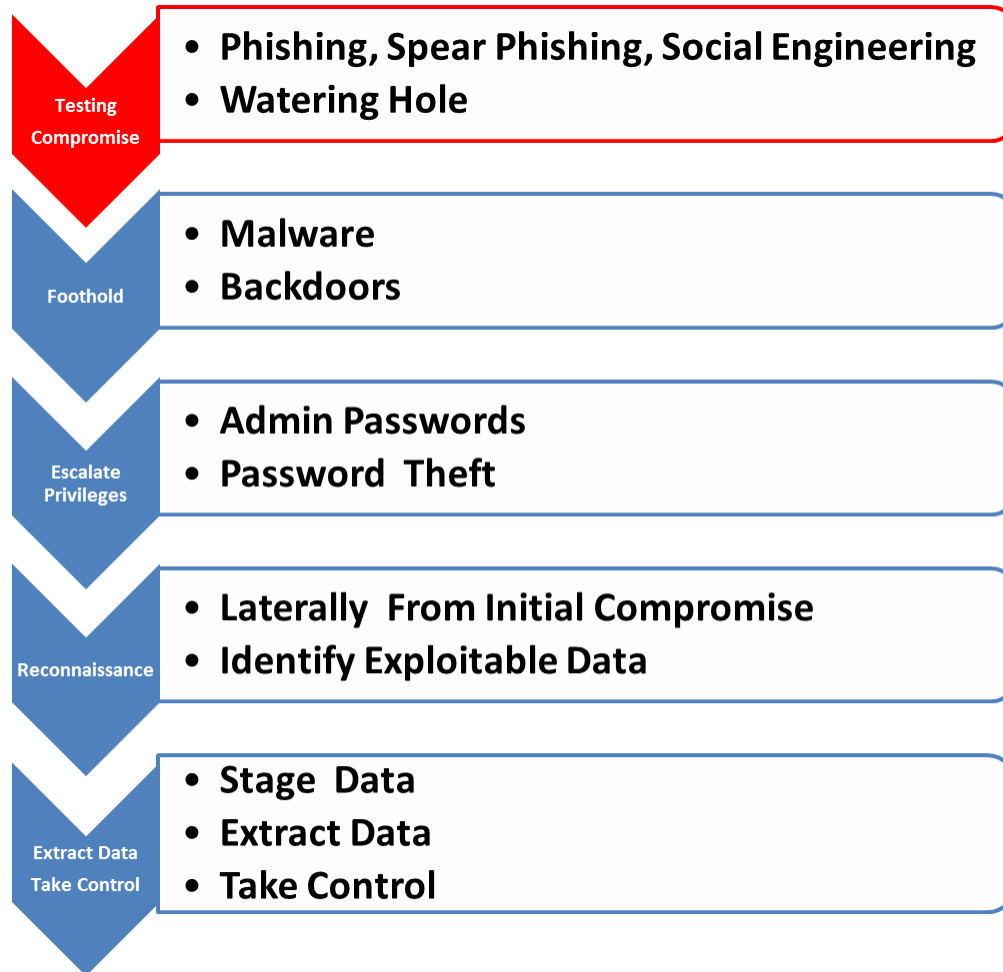 Testing
Compromise
• Phishing, Spear Phishing, Social Engineering
• Watering Hole
Foothold
• Malware
• Backdoors
Escalate
Privileges
• Admin Passwords
• Password Theft
Reconnaissance
• Laterally From Initial Compromise
• Identify Exploitable Data
Extract Data
Take Control
• Stage Data
• Extract Data
• Take Control